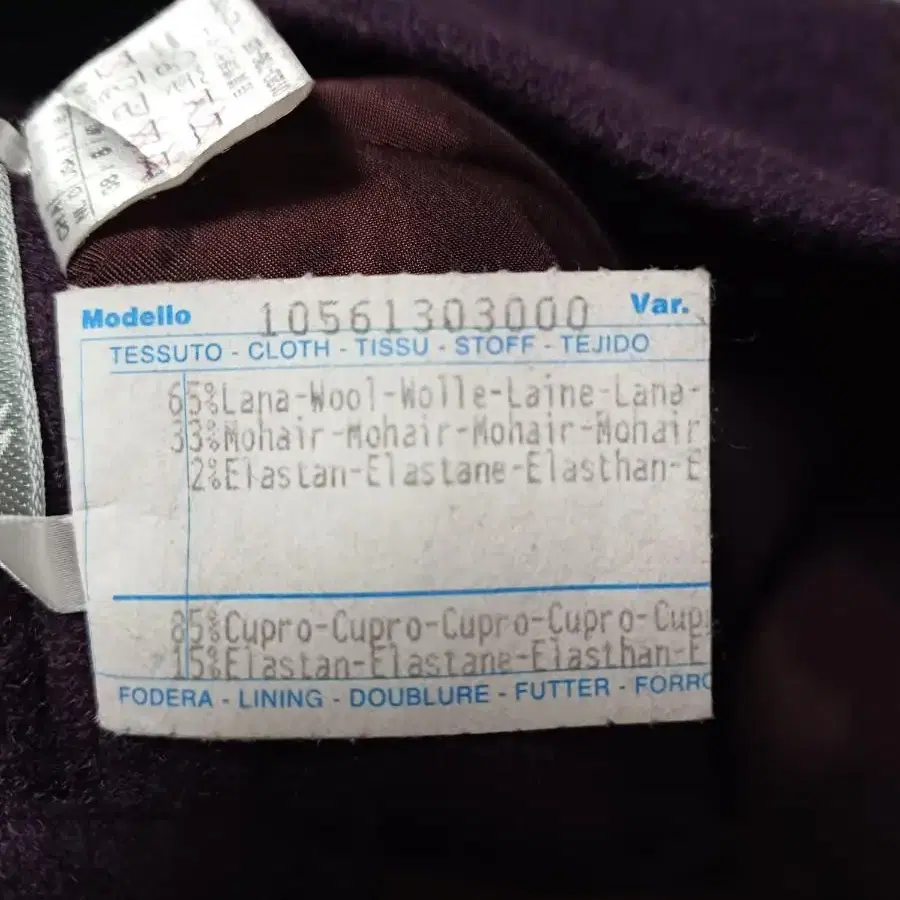 Modello 10561303000 Var.
TESSUTO - CLOTH - TISSU - STOFF - TEJIDO
65%Lana-Wool-Wolle-Laine-Lana-
33%Mohair-Mohair-Mohair-Mohair
2%Elastan-Elastane-Elasthan-E
85%Cupro-Cupro-Cupro-Cupro-Cup
15%Elastan-Elastane-Elasthan-E
FODERA - LINING - DOUBLURE - FUTTER - FORRO